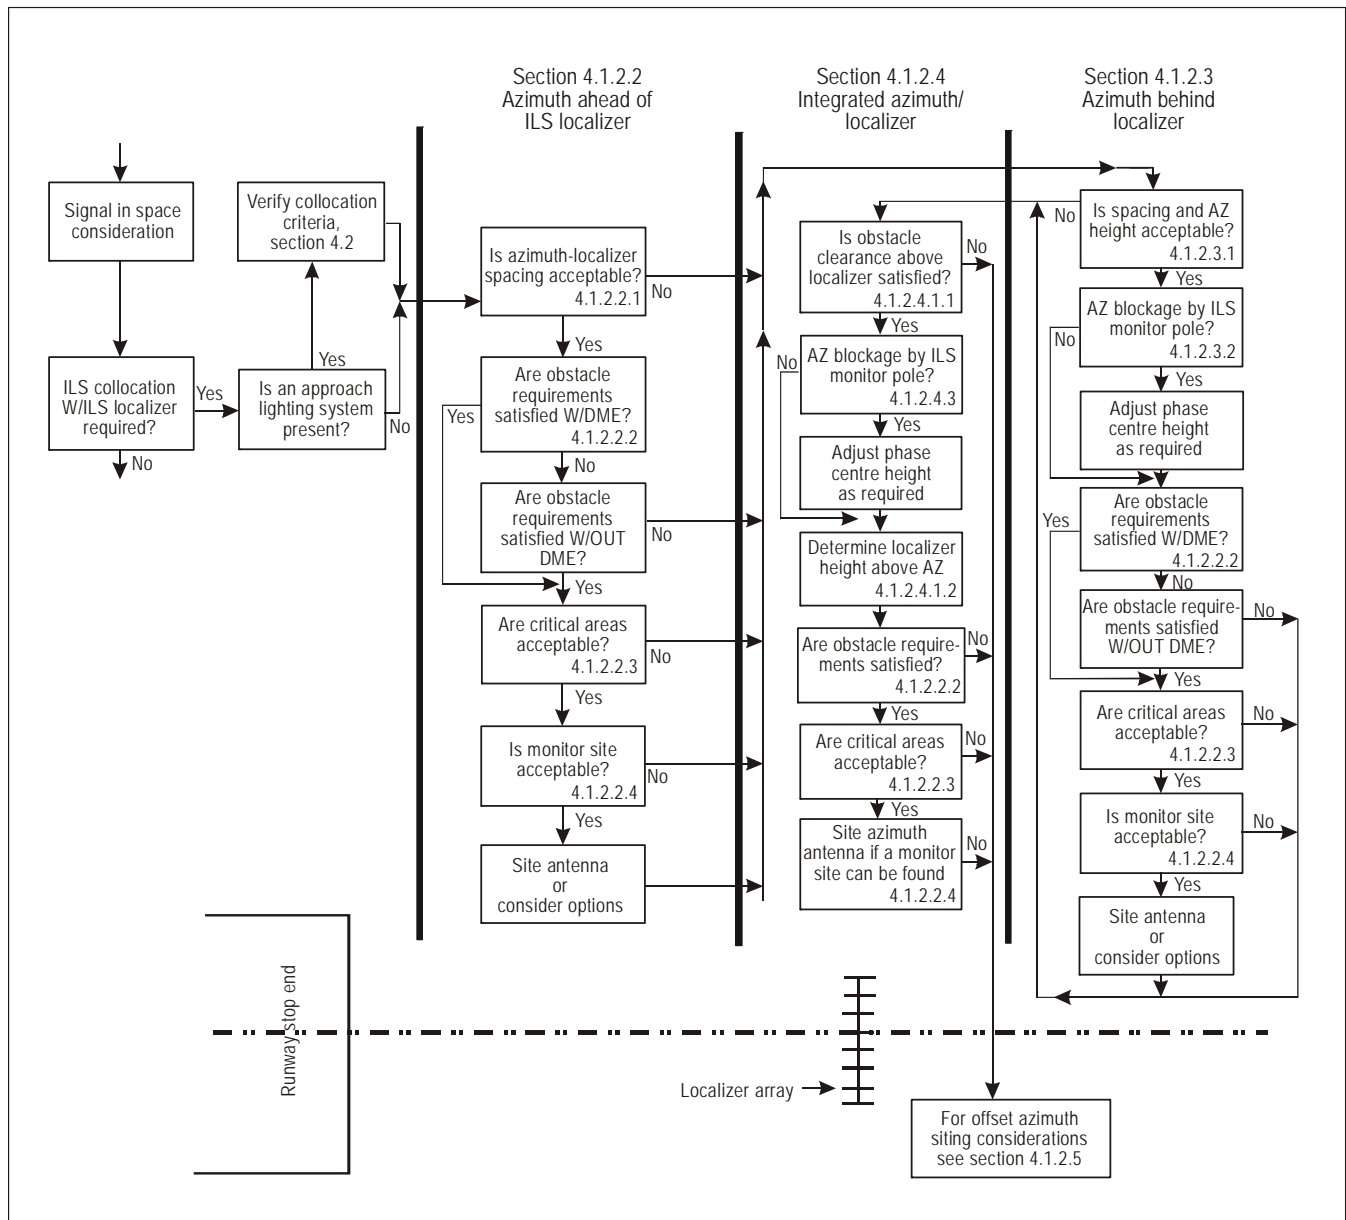 Section 4.1.2.2
Azimuth ahead of
ILS localizer
Section 4.1.2.4
Integrated azimuth/
localizer
Section 4.1.2.3
Azimuth behind
localizer
Signal in space
consideration
ILS collocation
W/ILS localizer
required?
Yes
No
Verify collocation
criteria,
section 4.2
Yes
Is an approach
lighting system
present?
No
Is azimuth-localizer
spacing acceptable?
4.1.2.2.1
No
Yes
Are obstacle
requirements
satisfied W/DME?
4.1.2.2.2
Yes
No
Are obstacle
requirements
satisfied W/OUT
DME?
No
Yes
Are critical areas
acceptable?
4.1.2.2.3
No
Yes
Is monitor site
acceptable?
4.1.2.2.4
No
Yes
Site antenna
or
consider options
Is obstacle
clearance above
localizer satisfied?
4.1.2.4.1.1
No
Yes
AZ blockage by ILS
monitor pole?
4.1.2.4.3
No
Yes
Adjust phase
centre height
as required
Determine localizer
height above AZ
4.1.2.4.1.2
Are obstacle require-
ments satisfied?
4.1.2.2.2
No
Yes
Are critical areas
acceptable?
4.1.2.2.3
No
Yes
Site azimuth
antenna if a monitor
site can be found
4.1.2.2.4
No
Is spacing and AZ
height acceptable?
4.1.2.3.1
No
Yes
AZ blockage by ILS
monitor pole?
4.1.2.3.2
No
Yes
Adjust phase
centre height
as required
Are obstacle
requirements
satisfied W/DME?
4.1.2.2.2
Yes
No
Are obstacle require-
ments satisfied
W/OUT DME?
No
Yes
Are critical areas
acceptable?
4.1.2.2.3
No
Yes
Is monitor site
acceptable?
4.1.2.2.4
No
Yes
Site antenna
or
consider options
Runway stop end
Localizer array
For offset azimuth
siting considerations
see section 4.1.2.5